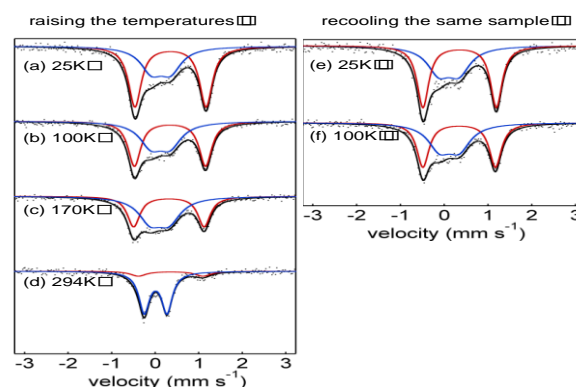 raising the temperatures
recooling the same sample
(a) 25K
(b) 100K
(c) 170K
(d) 294K
-3 -2 -1 0 1 2 3
velocity (mm s⁻¹)
(e) 25K
(f) 100K
-3 -2 -1 0 1 2 3
velocity (mm s⁻¹)